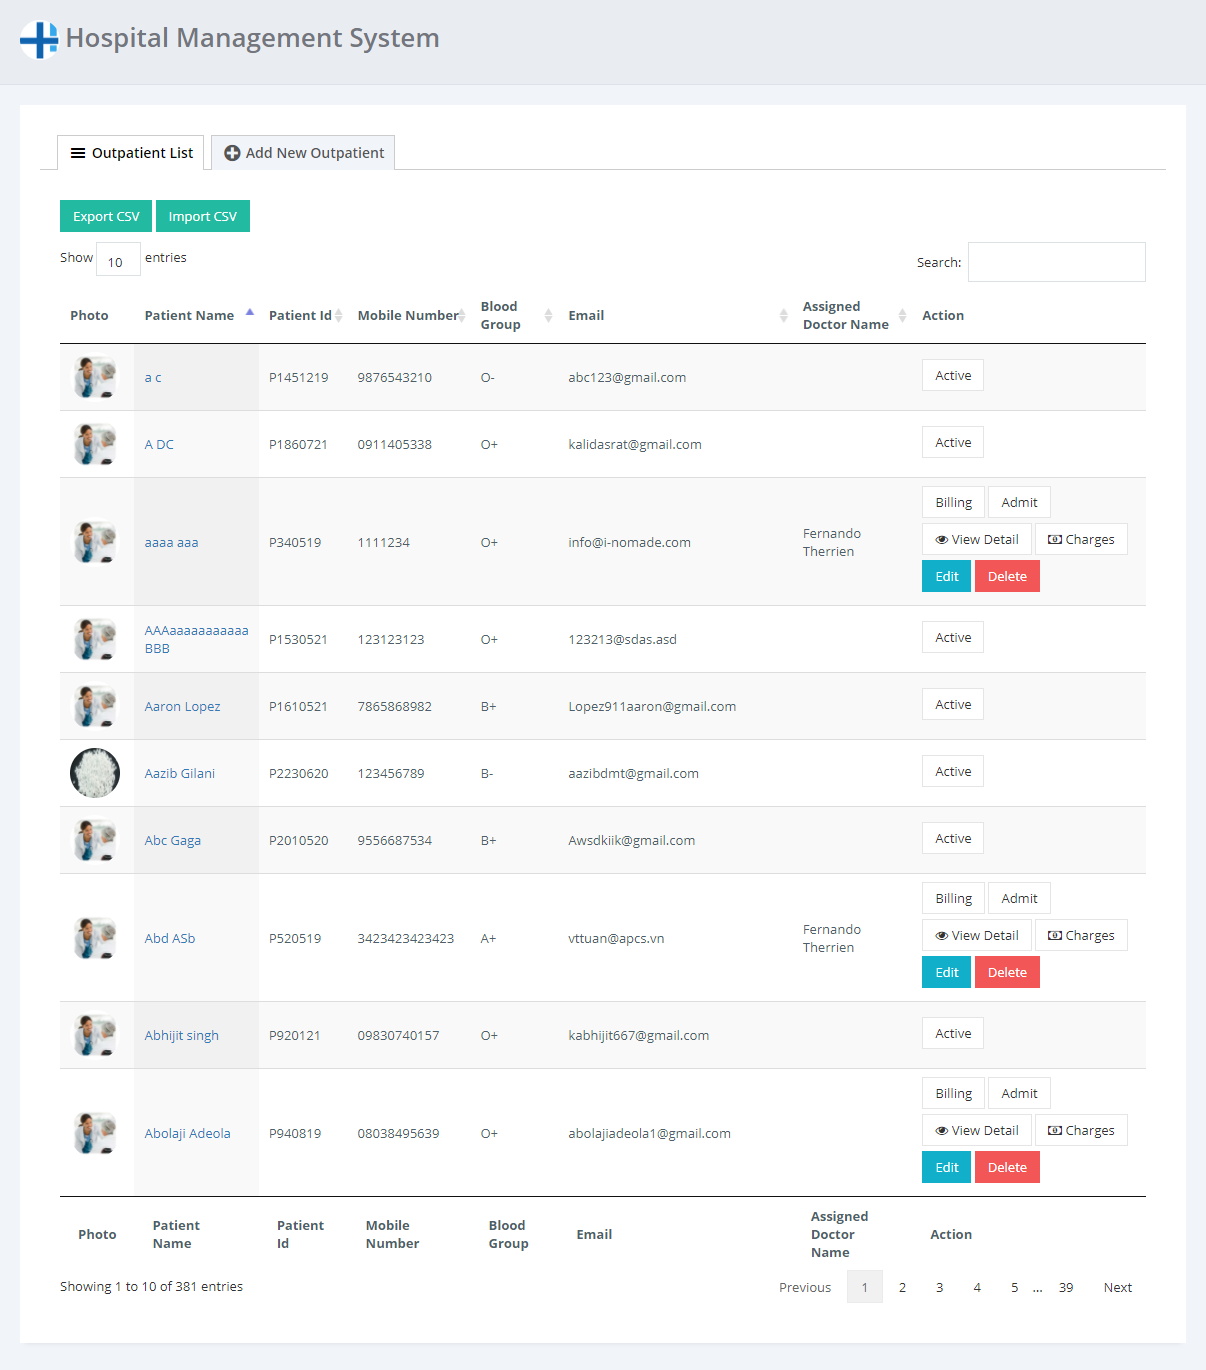 Hospital Management System
Outpatient List Add New Outpatient
Export CSV Import CSV
Show 10 entries Search:
Photo Patient Name Patient Id Mobile Number Blood Group Email Assigned Doctor Name Action
a c P1451219 9876543210 O- abc123@gmail.com Active
A DC P1860721 0911405338 O+ kalidasrat@gmail.com Active
aaaa aaa P340519 1111234 O+ info@i-nomade.com Fernando Therrien Billing Admit
View Detail Charges
Edit Delete
AAAaaaaaaaaaaa BBB P1530521 123123123 O+ 123213@sdas.asd Active
Aaron Lopez P1610521 7865868982 B+ Lopez911aaron@gmail.com Active
Aazib Gilani P2230620 123456789 B- aazibdmt@gmail.com Active
Abc Gaga P2010520 9556687534 B+ Awsdkiik@gmail.com Active
Abd ASb P520519 3423423423423 A+ vttuan@apcs.vn Fernando Therrien Billing Admit
View Detail Charges
Edit Delete
Abhijit singh P920121 09830740157 O+ kabhijit667@gmail.com Active
Abolaji Adeola P940819 08038495639 O+ abolajiadeola1@gmail.com Billing Admit
View Detail Charges
Edit Delete
Photo Patient Name Patient Id Mobile Number Blood Group Email Assigned Doctor Name Action
Showing 1 to 10 of 381 entries Previous 1 2 3 4 5 ... 39 Next